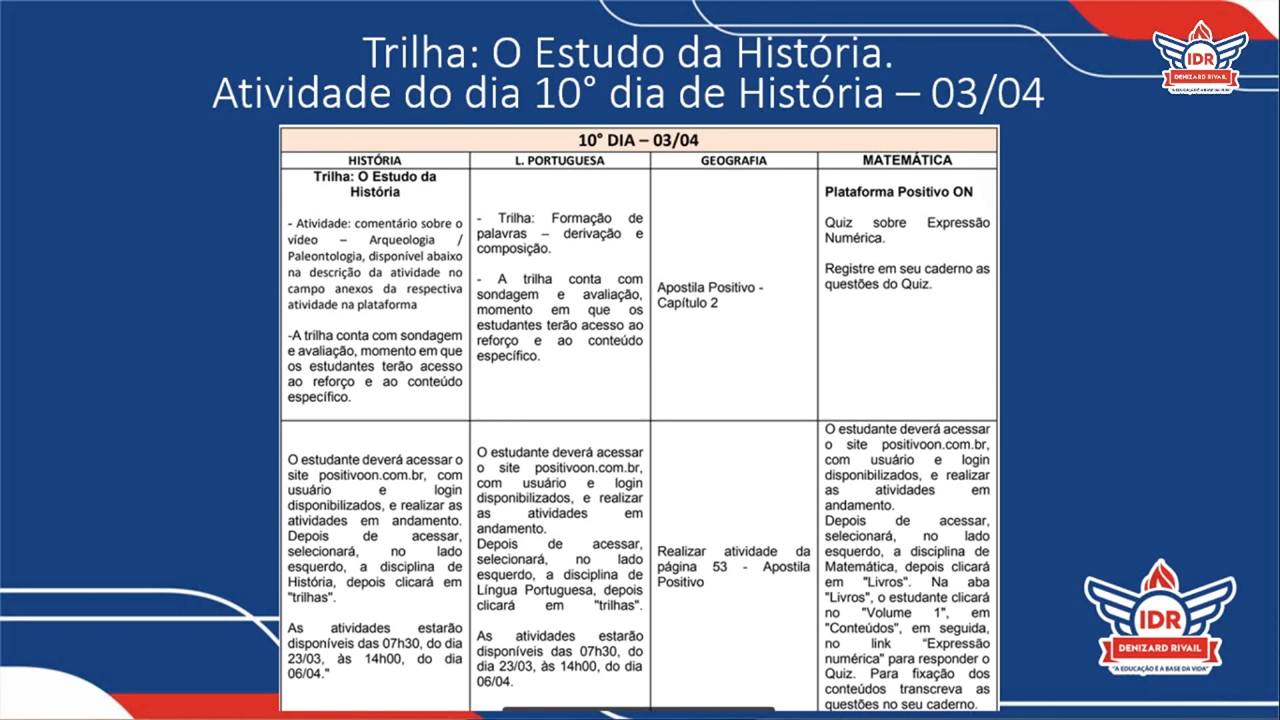 Trilha: O Estudo da História.
Atividade do dia 10° dia de História – 03/04
IDR
DENIZARD RIVAIL
"A EDUCAÇÃO É A BASE DA VIDA"
10° DIA – 03/04
HISTÓRIA
L. PORTUGUESA
GEOGRAFIA
MATEMÁTICA
Trilha: O Estudo da
História
- Atividade: comentário sobre o
vídeo – Arqueologia /
Paleontologia, disponível abaixo
na descrição da atividade no
campo anexos da respectiva
atividade na plataforma
-A trilha conta com sondagem
e avaliação, momento em que
os estudantes terão acesso
ao reforço e ao conteúdo
específico.
- Trilha: Formação de
palavras – derivação e
composição.
- A trilha conta com
sondagem e avaliação,
momento em que os
estudantes terão acesso ao
reforço e ao conteúdo
específico.
Apostila Positivo -
Capítulo 2
Plataforma Positivo ON
Quiz sobre Expressão
Numérica.
Registre em seu caderno as
questões do Quiz.
O estudante deverá acessar o
site positivoon.com.br, com
usuário e login
disponibilizados, e realizar as
atividades em andamento.
Depois de acessar,
selecionará, no lado
esquerdo, a disciplina de
História, depois clicará em
"trilhas".
As atividades estarão
disponíveis das 07h30, do dia
23/03, às 14h00, do dia
06/04."
O estudante deverá acessar
o site positivoon.com.br,
com usuário e login
disponibilizados, e realizar
as atividades em
andamento.
Depois de acessar,
selecionará, no lado
esquerdo, a disciplina de
Língua Portuguesa, depois
clicará em "trilhas".
As atividades estarão
disponíveis das 07h30, do
dia 23/03, às 14h00, do dia
06/04.
Realizar atividade da
página 53 - Apostila
Positivo
O estudante deverá acessar
o site positivoon.com.br,
com usuário e login
disponibilizados, e realizar
as atividades em
andamento.
Depois de acessar,
selecionará, no lado
esquerdo, a disciplina de
Matemática, depois clicará
em "Livros". Na aba
"Livros", o estudante clicará
no "Volume 1", em
"Conteúdos", em seguida,
no link “Expressão
numérica" para responder o
Quiz. Para fixação dos
conteúdos transcreva as
questões no seu caderno.
IDR
DENIZARD RIVAIL
"A EDUCAÇÃO É A BASE DA VIDA"